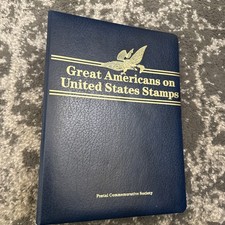 Great Americans on
United States Stamps
Postal Commemorative Society